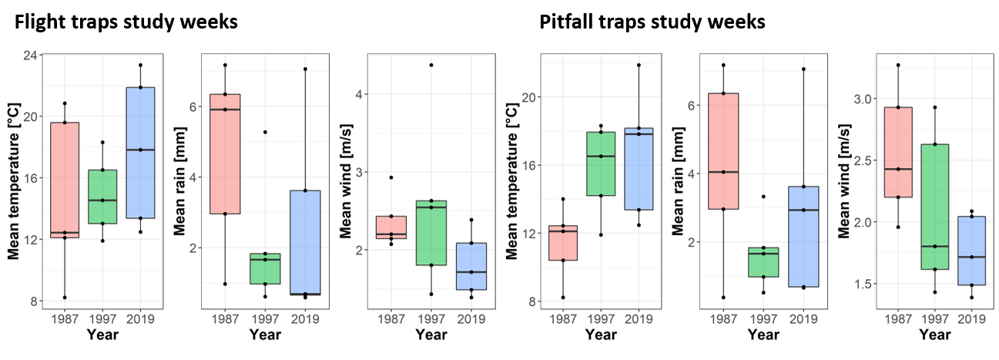 Flight traps study weeks
Pitfall traps study weeks
Mean temperature [°C]
24
20
16
12
8
1987 1997 2019
Year
Mean rain [mm]
6
4
2
1987 1997 2019
Year
Mean wind [m/s]
4
3
2
1987 1997 2019
Year
Mean temperature [°C]
20
16
12
8
1987 1997 2019
Year
Mean rain [mm]
6
4
2
1987 1997 2019
Year
Mean wind [m/s]
3.0
2.5
2.0
1.5
1987 1997 2019
Year